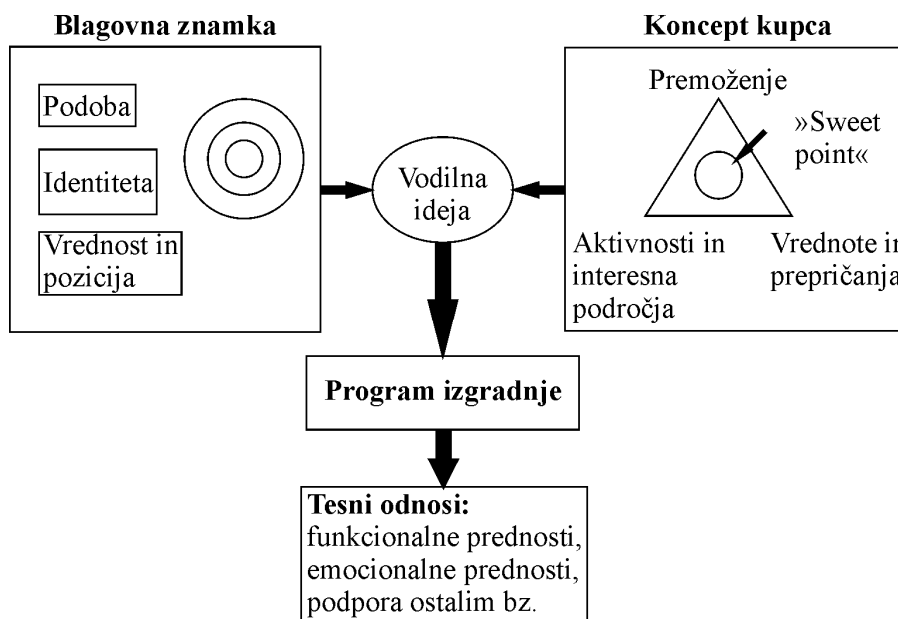 Blagovna znamka
Podoba
Identiteta
Vrednost in
pozicija
Vodilna
ideja
Koncept kupca
Premoženje
»Sweet
point«
Aktivnosti in
interesna
področja
Vrednote in
prepričanja
Program izgradnje
Tesni odnosi:
funkcionalne prednosti,
emocionalne prednosti,
podpora ostalim bz.